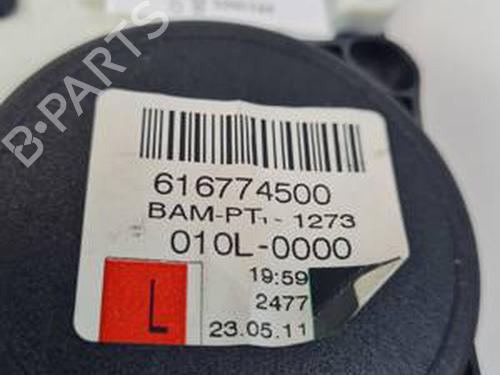 B-PARTS
616774500
BAM-PT1 - 1273
010L-0000
19:59
L
2477
23.05.11